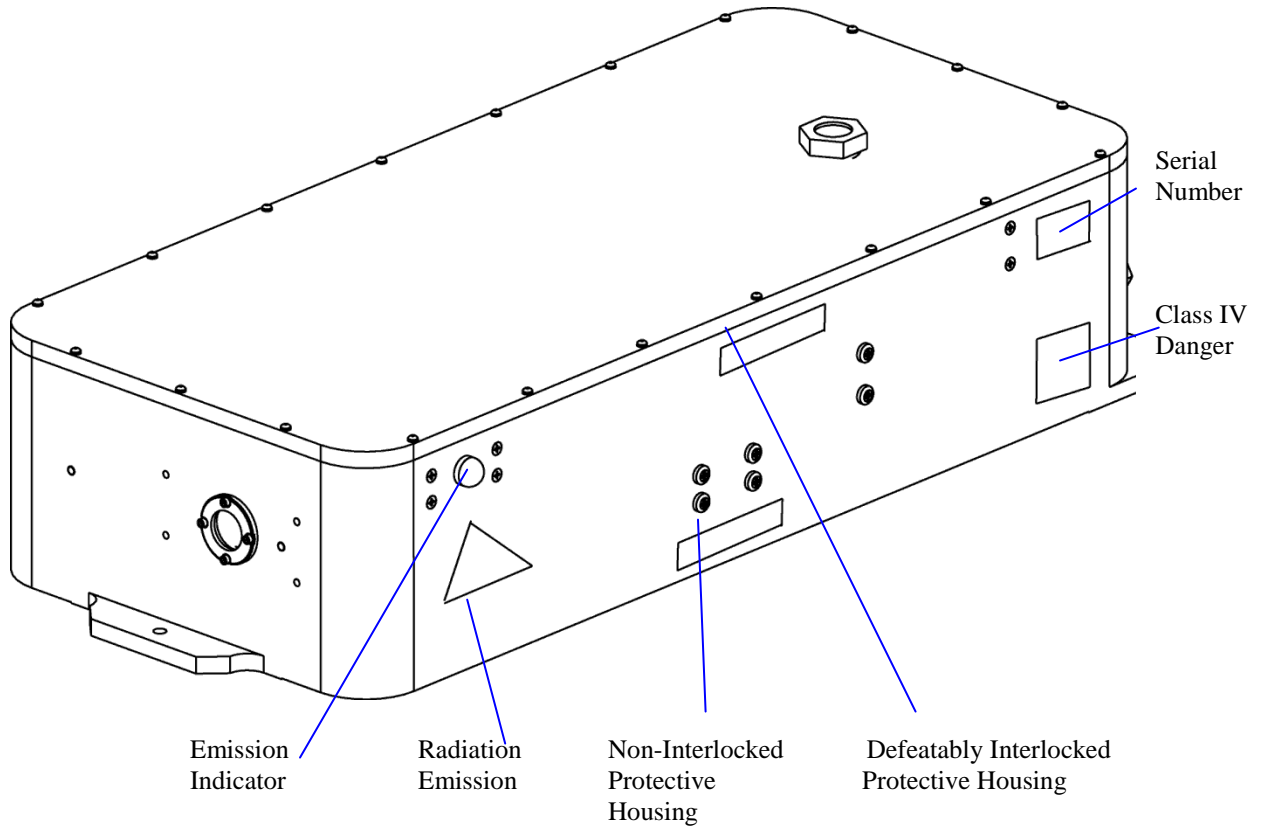 Serial
Number
Class IV
Danger
Emission
Indicator
Radiation
Emission
Non-Interlocked
Protective
Housing
Defeatably Interlocked
Protective Housing